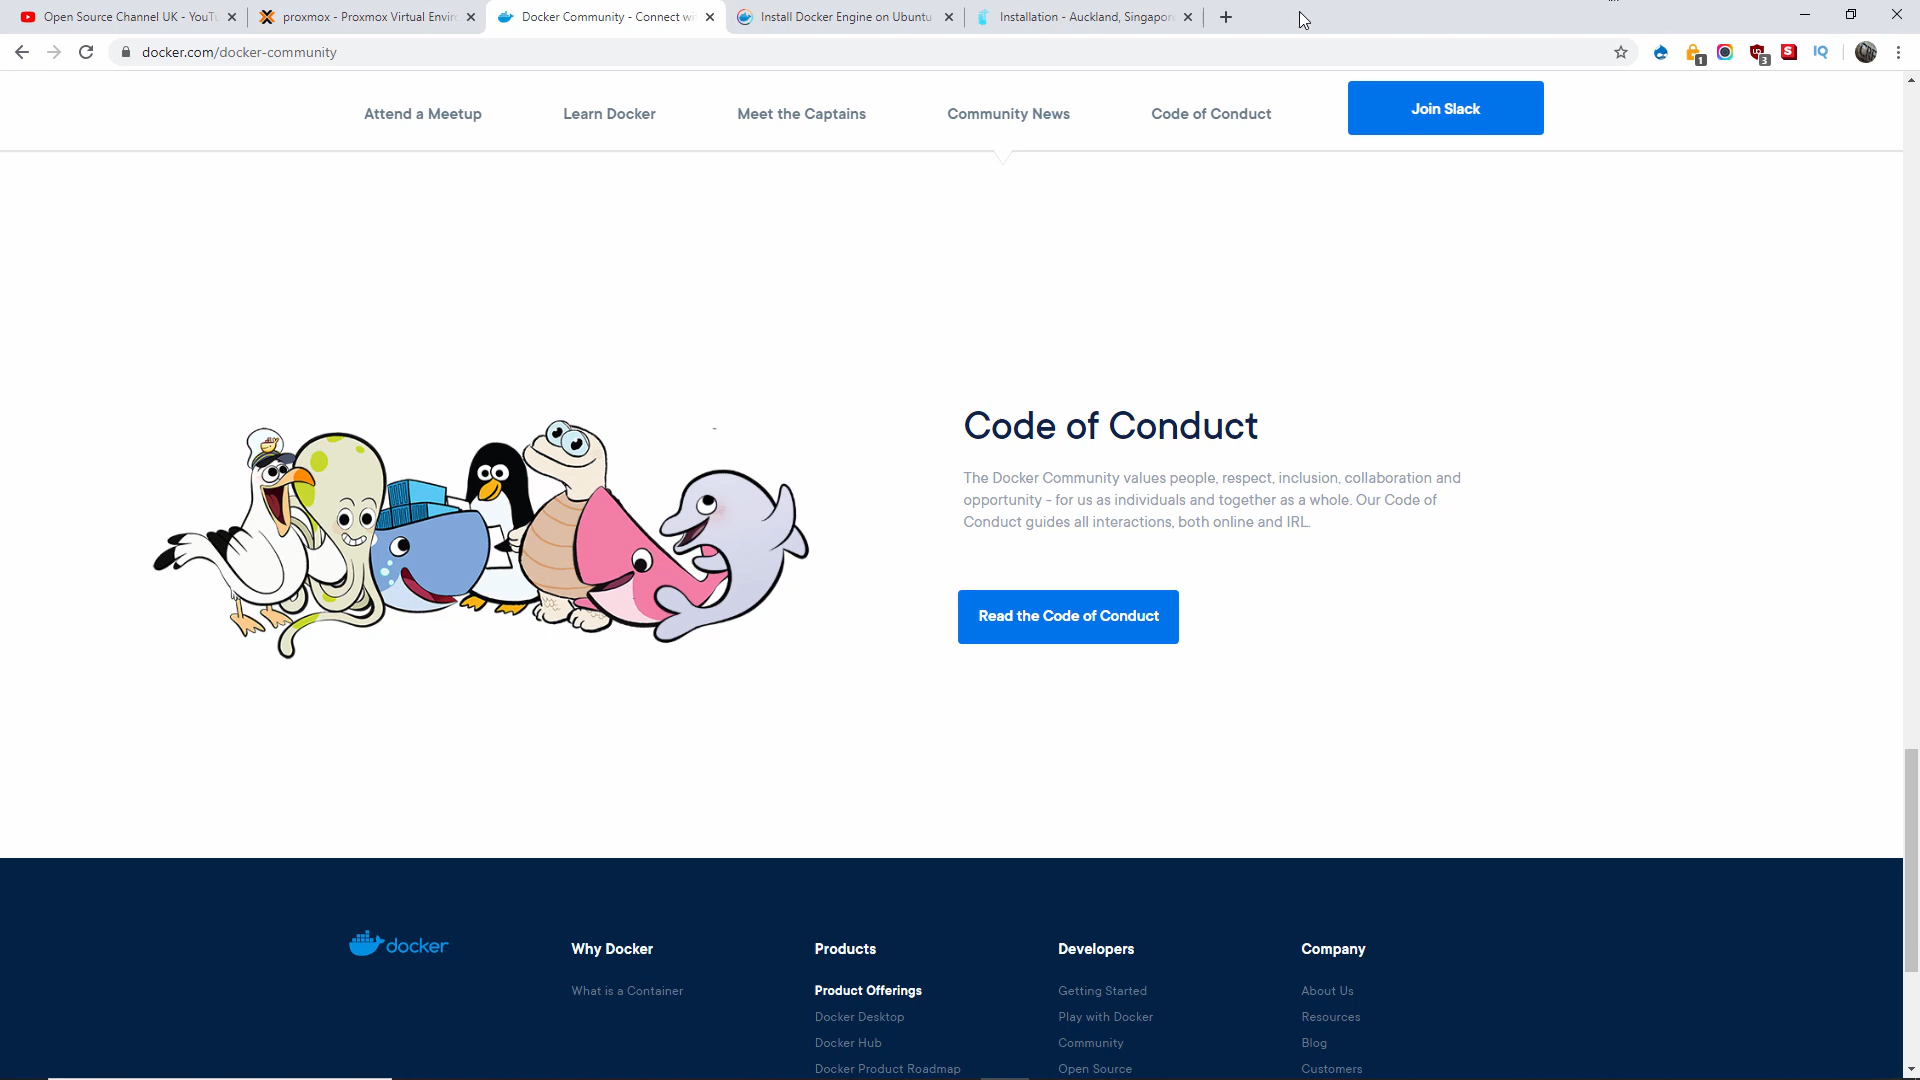 Open Source Channel UK - YouTu
proxmox - Proxmox Virtual Enviro
Docker Community - Connect wi
Install Docker Engine on Ubuntu
Installation - Auckland, Singapor
docker.com/docker-community
1
3
S
IQ
Attend a Meetup
Learn Docker
Meet the Captains
Community News
Code of Conduct
Join Slack
Code of Conduct
The Docker Community values people, respect, inclusion, collaboration and
opportunity - for us as individuals and together as a whole. Our Code of
Conduct guides all interactions, both online and IRL.
Read the Code of Conduct
docker
Why Docker
Products
Developers
Company
What is a Container
Product Offerings
Getting Started
About Us
Docker Desktop
Play with Docker
Resources
Docker Hub
Community
Blog
Docker Product Roadmap
Open Source
Customers